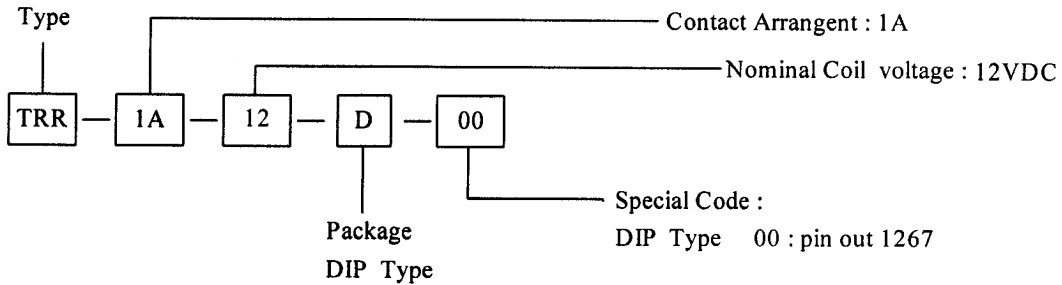 Type
Contact Arrangent : 1A
Nominal Coil voltage : 12VDC
TRR — 1A — 12 — D — 00
Special Code :
DIP Type 00 : pin out 1267
Package
DIP Type